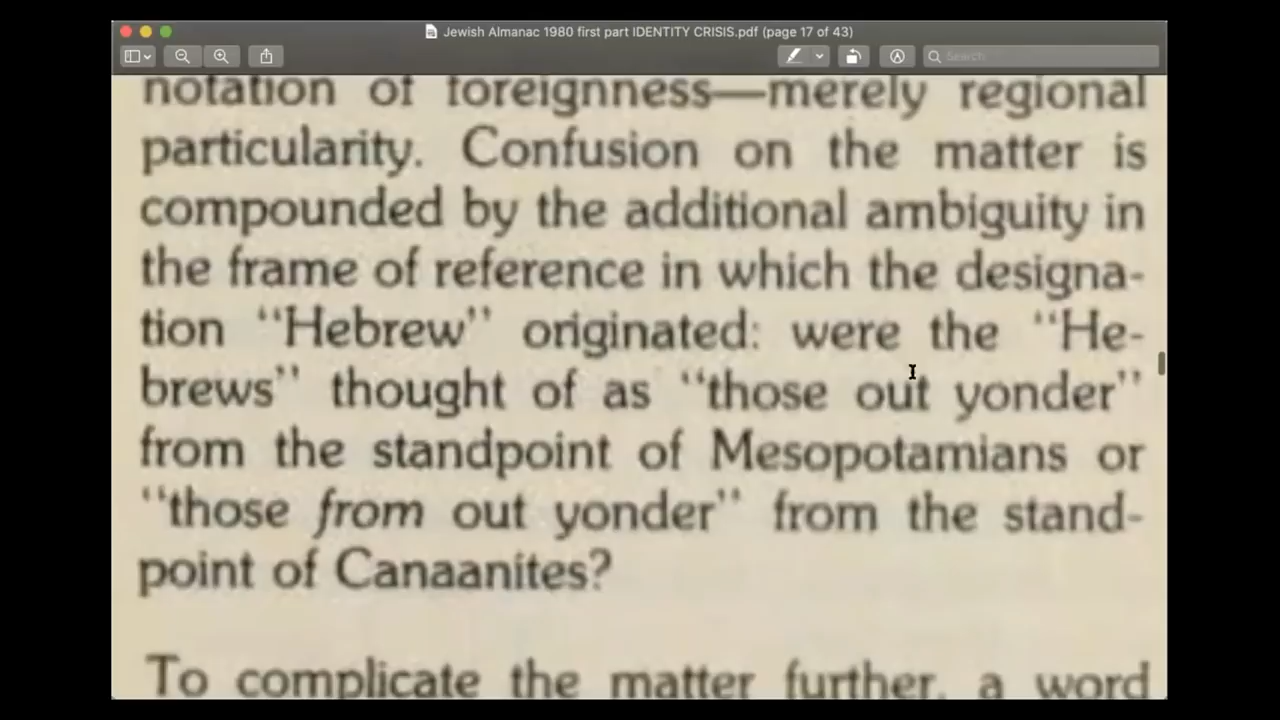 Jewish Almanac 1980 first part IDENTITY CRISIS.pdf (page 17 of 43)
Search
notation of foreignness—merely regional
particularity. Confusion on the matter is
compounded by the additional ambiguity in
the frame of reference in which the designa-
tion “Hebrew” originated: were the “He-
brews” thought of as “those out yonder”
from the standpoint of Mesopotamians or
“those from out yonder” from the stand-
point of Canaanites?
To complicate the matter further, a word